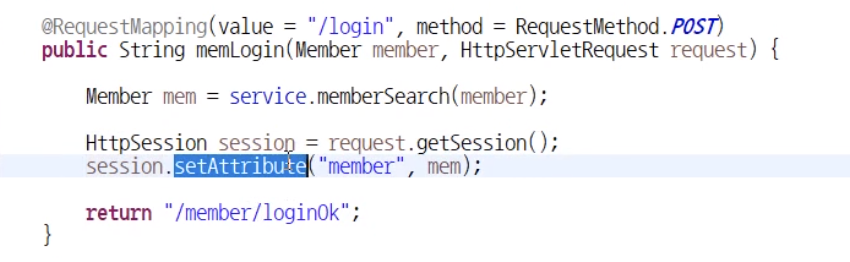 @RequestMapping(value = "/login", method = RequestMethod.POST)
public String memLogin(Member member, HttpServletRequest request) {
Member mem = service.memberSearch(member);
HttpSession session = request.getSession();
session.setAttribute("member", mem);
return "/member/loginOk";
}